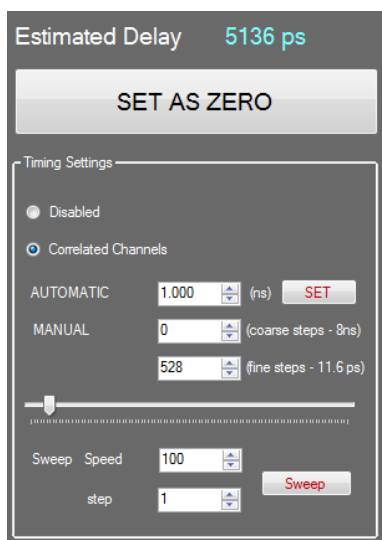 Estimated Delay 5136 ps
SET AS ZERO
Timing Settings
Disabled
Correlated Channels
AUTOMATIC 1.000 (ns) SET
MANUAL 0 (coarse steps - 8ns)
528 (fine steps - 11.6 ps)
Sweep Speed 100
Sweep
step 1